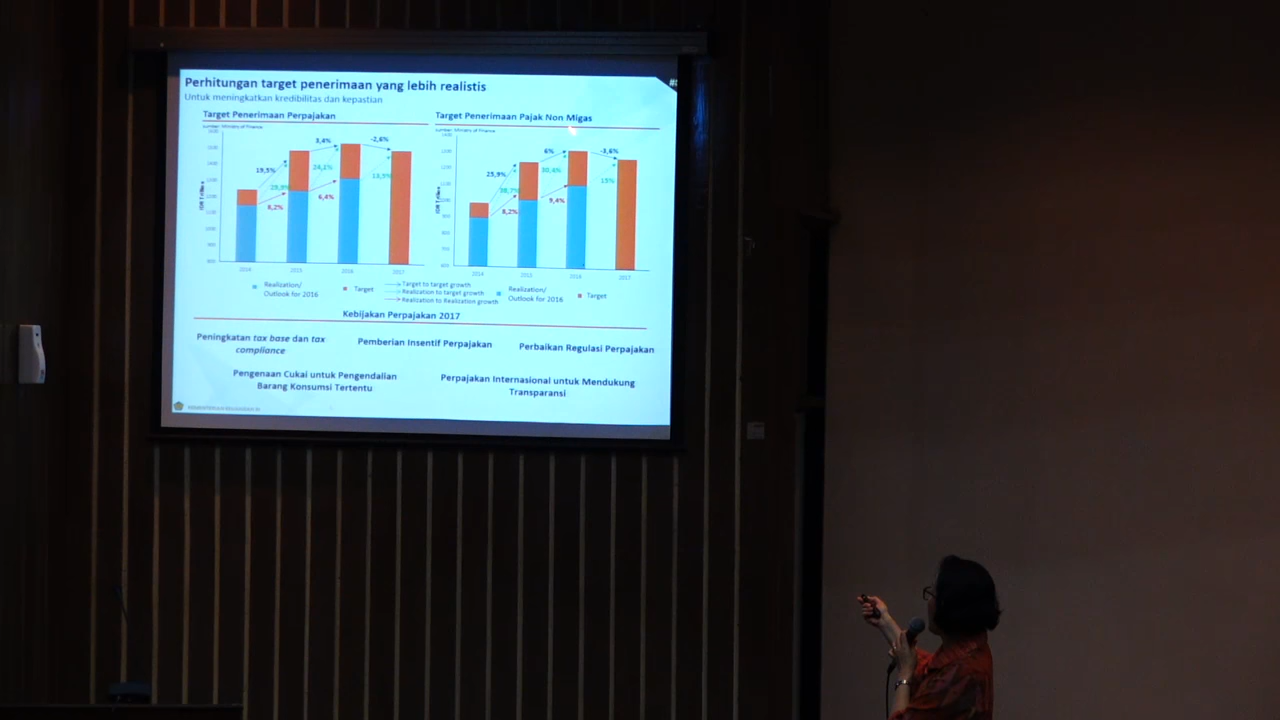 Perhitungan target penerimaan yang lebih realistis
Untuk meningkatkan kredibilitas dan kepastian
Target Penerimaan Perpajakan
Sumber: Ministry of Finance
IDR Trillion
19,5%
3,4%
-2,6%
24,1%
13,5%
8,2%
6,4%
2014
2015
2016
2017
Realization/
Outlook for 2016
Target
Target to target growth
Realization to target growth
Realization to Realization growth
Target Penerimaan Pajak Non Migas
Sumber: Ministry of Finance
IDR Trillion
25,9%
6%
-3,6%
30,4%
15%
8,2%
9,4%
2014
2015
2016
2017
Realization/
Outlook for 2016
Target
Kebijakan Perpajakan 2017
Peningkatan tax base dan tax
compliance
Pemberian Insentif Perpajakan
Perbaikan Regulasi Perpajakan
Pengenaan Cukai untuk Pengendalian
Barang Konsumsi Tertentu
Perpajakan Internasional untuk Mendukung
Transparansi